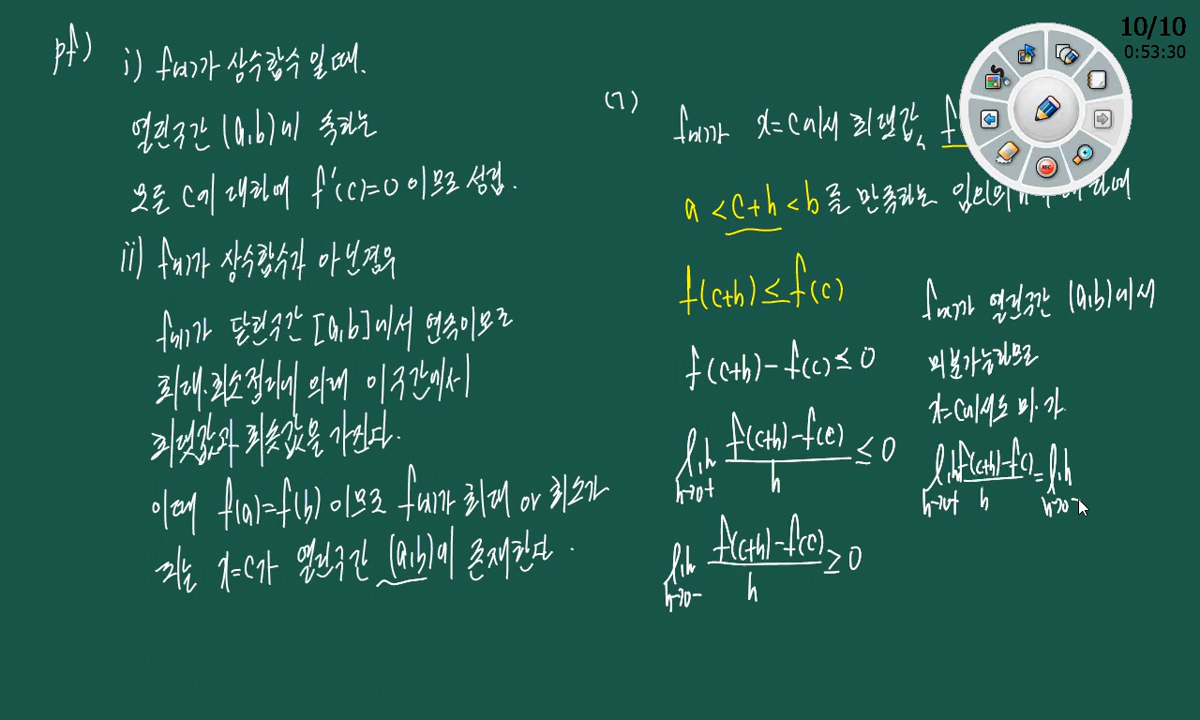 10/10
0:53:30
pf)
i) f(x)가 상수함수 일 때.
열린구간 (a,b)에 속하는
모든 c에 대하여 f'(c)=0 이므로 성립.
ii) f(x)가 상수함수가 아닌경우
f(x)가 닫힌구간 [a,b]에서 연속이므로
최대·최소정리에 의해 이 구간에서
최댓값과 최솟값을 가진다.
이때 f(a)=f(b) 이므로 f(x)가 최대 or 최소가
되는 x=c가 열린구간 (a,b)에 존재한다.
(ㄱ)
f(x)가 x=c에서 최댓값 f
a < c+h < b를 만족하는 임의의 하여
f(c+h) ≤ f(c)
f(c+h) - f(c) ≤ 0
lim h→0+ f(c+h)-f(c) / h ≤ 0
lim h→0- f(c+h)-f(c) / h ≥ 0
f(x)가 열린구간 (a,b)에서
미분가능하므로
x=c에서도 미·가
lim h→0+ f(c+h)-f(c) / h = lim h→0-
REC